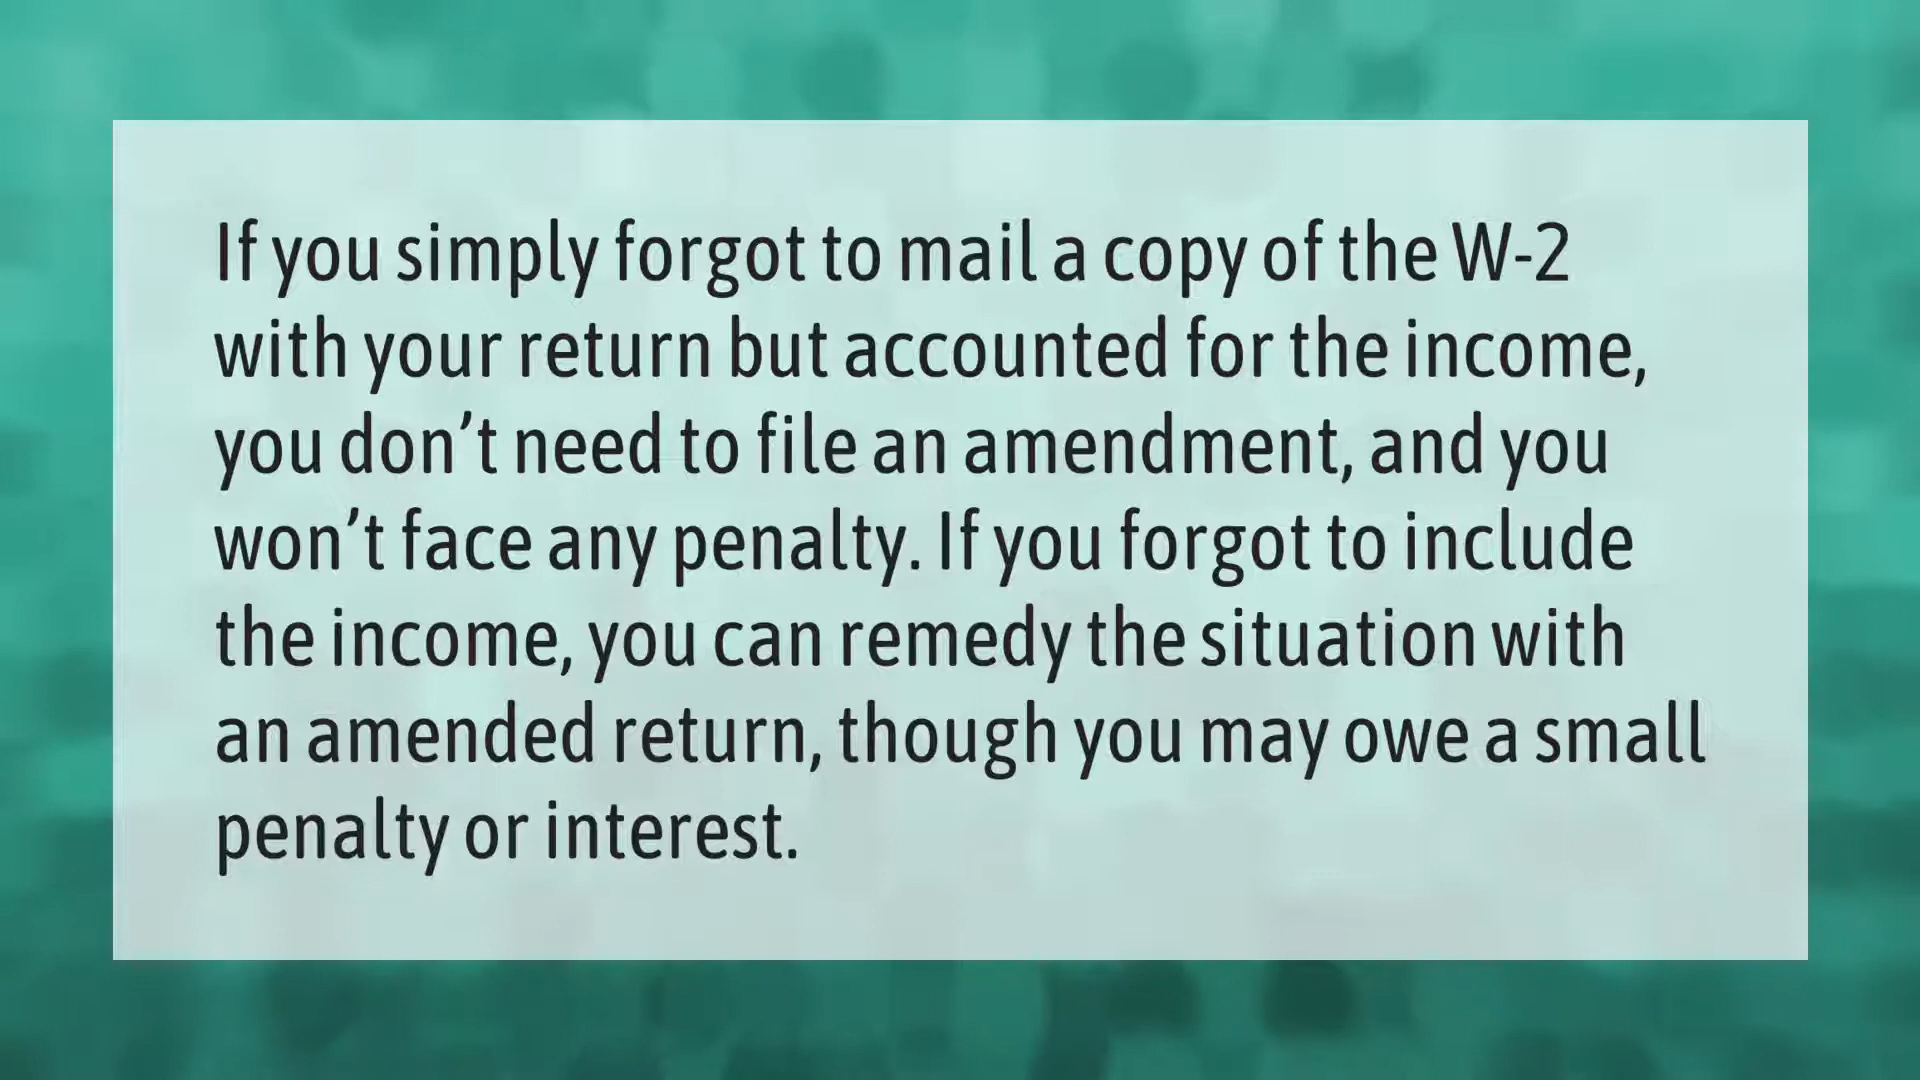 If you simply forgot to mail a copy of the W-2
with your return but accounted for the income,
you don’t need to file an amendment, and you
won’t face any penalty. If you forgot to include
the income, you can remedy the situation with
an amended return, though you may owe a small
penalty or interest.